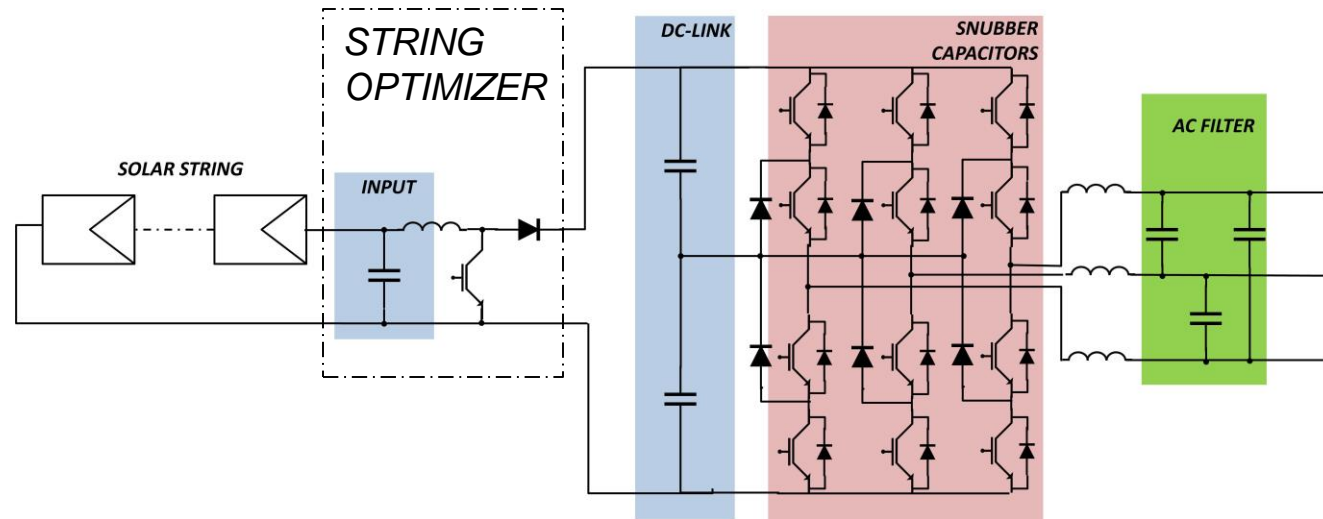 STRING
OPTIMIZER
DC-LINK
SNUBBER
CAPACITORS
AC FILTER
SOLAR STRING
INPUT